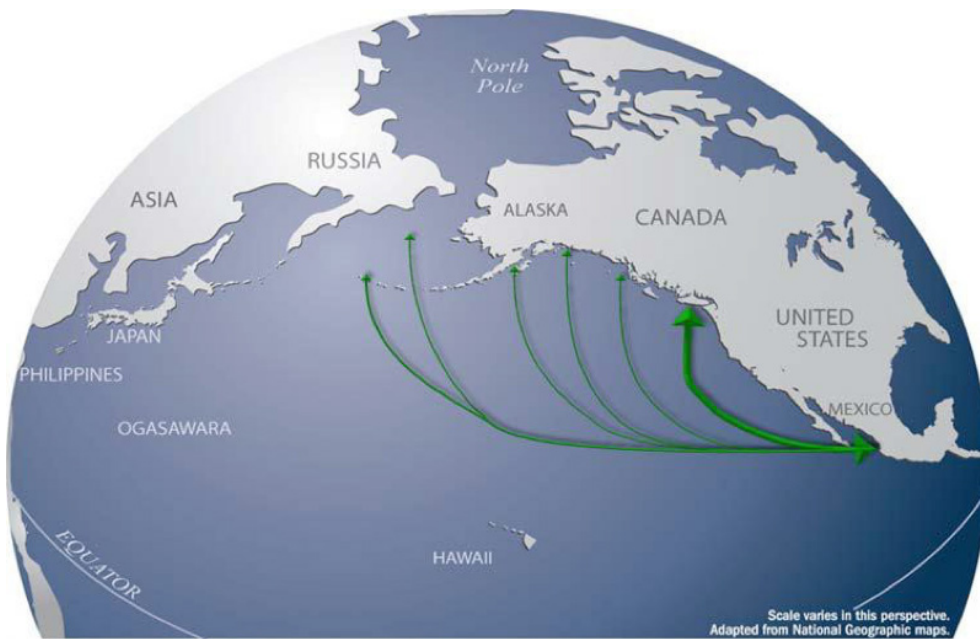 North
Pole
RUSSIA
ASIA
ALASKA
CANADA
UNITED
STATES
JAPAN
PHILIPPINES
MEXICO
OGASAWARA
HAWAII
EQUATOR
Scale varies in this perspective.
Adapted from National Geographic maps.